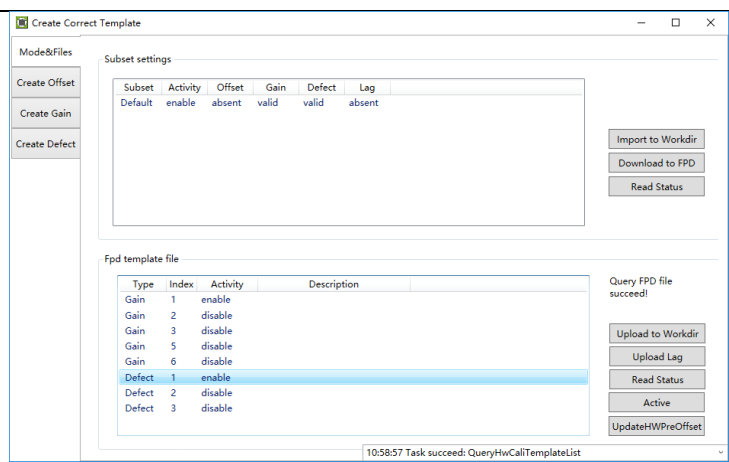 Create Correct Template
Mode&Files
Create Offset
Create Gain
Create Defect
Subset settings
Subset Activity Offset Gain Defect Lag
Default enable absent valid valid absent
Import to Workdir
Download to FPD
Read Status
Fpd template file
Type Index Activity Description
Gain 1 enable
Gain 2 disable
Gain 3 disable
Gain 5 disable
Gain 6 disable
Defect 1 enable
Defect 2 disable
Defect 3 disable
Query FPD file
succeed!
Upload to Workdir
Upload Lag
Read Status
Active
UpdateHWPreOffset
10:58:57 Task succeed: QueryHwCaliTemplateList